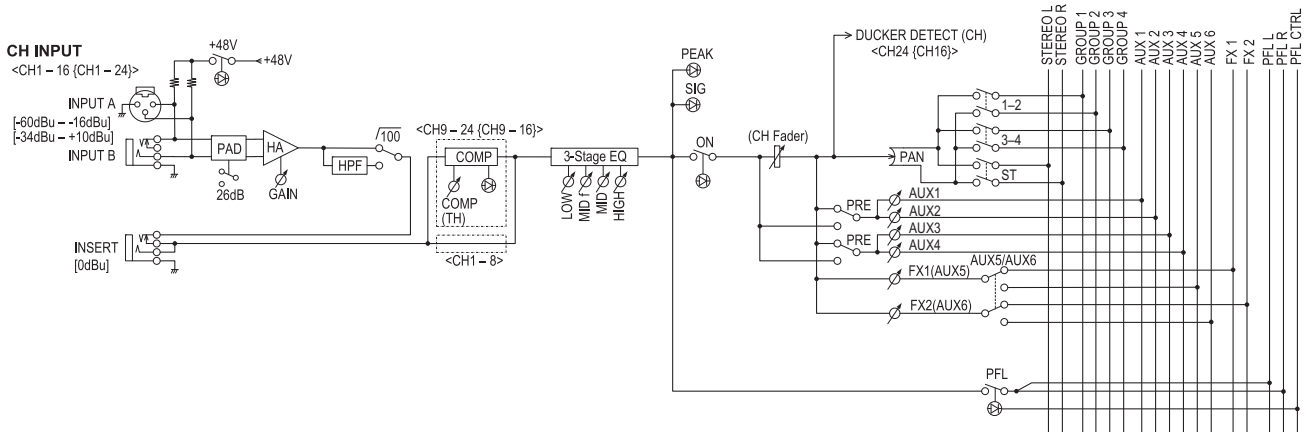 CH INPUT
<CH1 – 16 {CH1 – 24}>
+48V
+48V
INPUT A
[-60dBu – -16dBu]
[-34dBu – +10dBu]
INPUT B
PAD
26dB
HA
GAIN
/100
HPF
INSERT
[0dBu]
<CH9 – 24 {CH9 – 16}>
COMP
COMP
(TH)
<CH1 – 8>
3-Stage EQ
LOW
MID f
MID
HIGH
PEAK
SIG
ON
(CH Fader)
DUCKER DETECT (CH)
<CH24 {CH16}>
PAN
1–2
3–4
ST
PRE
AUX1
AUX2
PRE
AUX3
AUX4
FX1(AUX5)
AUX5/AUX6
FX2(AUX6)
PFL
STEREO L
STEREO R
GROUP 1
GROUP 2
GROUP 3
GROUP 4
AUX 1
AUX 2
AUX 3
AUX 4
AUX 5
AUX 6
FX 1
FX 2
PFL L
PFL R
PFL CTRL